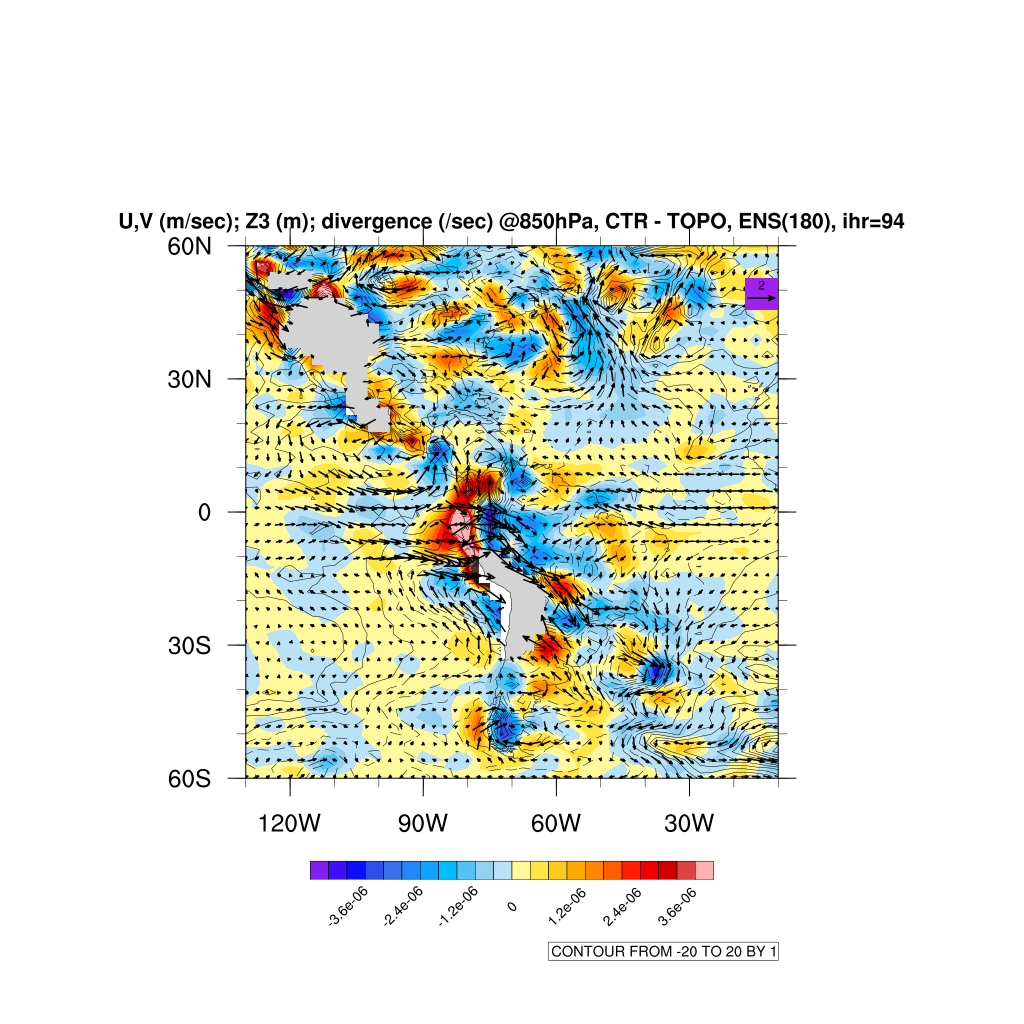 U,V (m/sec); Z3 (m); divergence (/sec) @850hPa, CTR - TOPO, ENS(180), ihr=94
60N
2
30N
0
30S
60S
120W 90W 60W 30W
-3.6e-06 -2.4e-06 -1.2e-06 0 1.2e-06 2.4e-06 3.6e-06
CONTOUR FROM -20 TO 20 BY 1